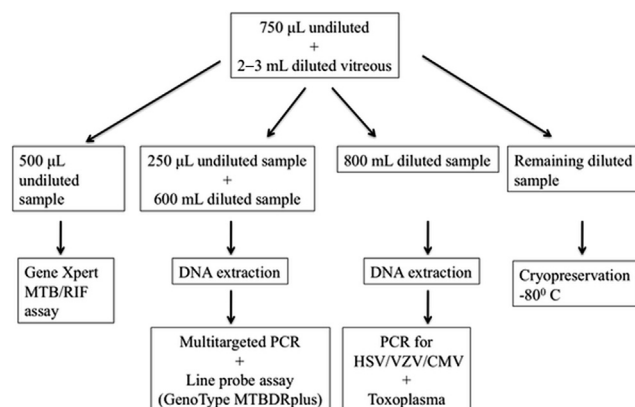 750 μL undiluted
+
2–3 mL diluted vitreous
500 μL
undiluted
sample
250 μL undiluted sample
+
600 mL diluted sample
800 mL diluted sample
Remaining diluted
sample
Gene Xpert
MTB/RIF
assay
DNA extraction
DNA extraction
Cryopreservation
-80⁰ C
Multitargeted PCR
+
Line probe assay
(GenoType MTBDRplus)
PCR for
HSV/VZV/CMV
+
Toxoplasma